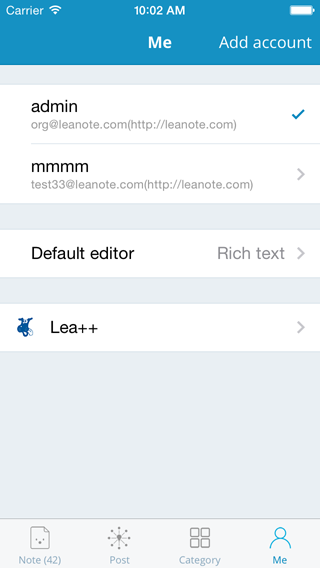 Carrier 10:02 AM
Me Add account
admin
org@leanote.com(http://leanote.com)
mmmm
test33@leanote.com(http://leanote.com)
Default editor Rich text
Lea++
Note (42) Post Category Me